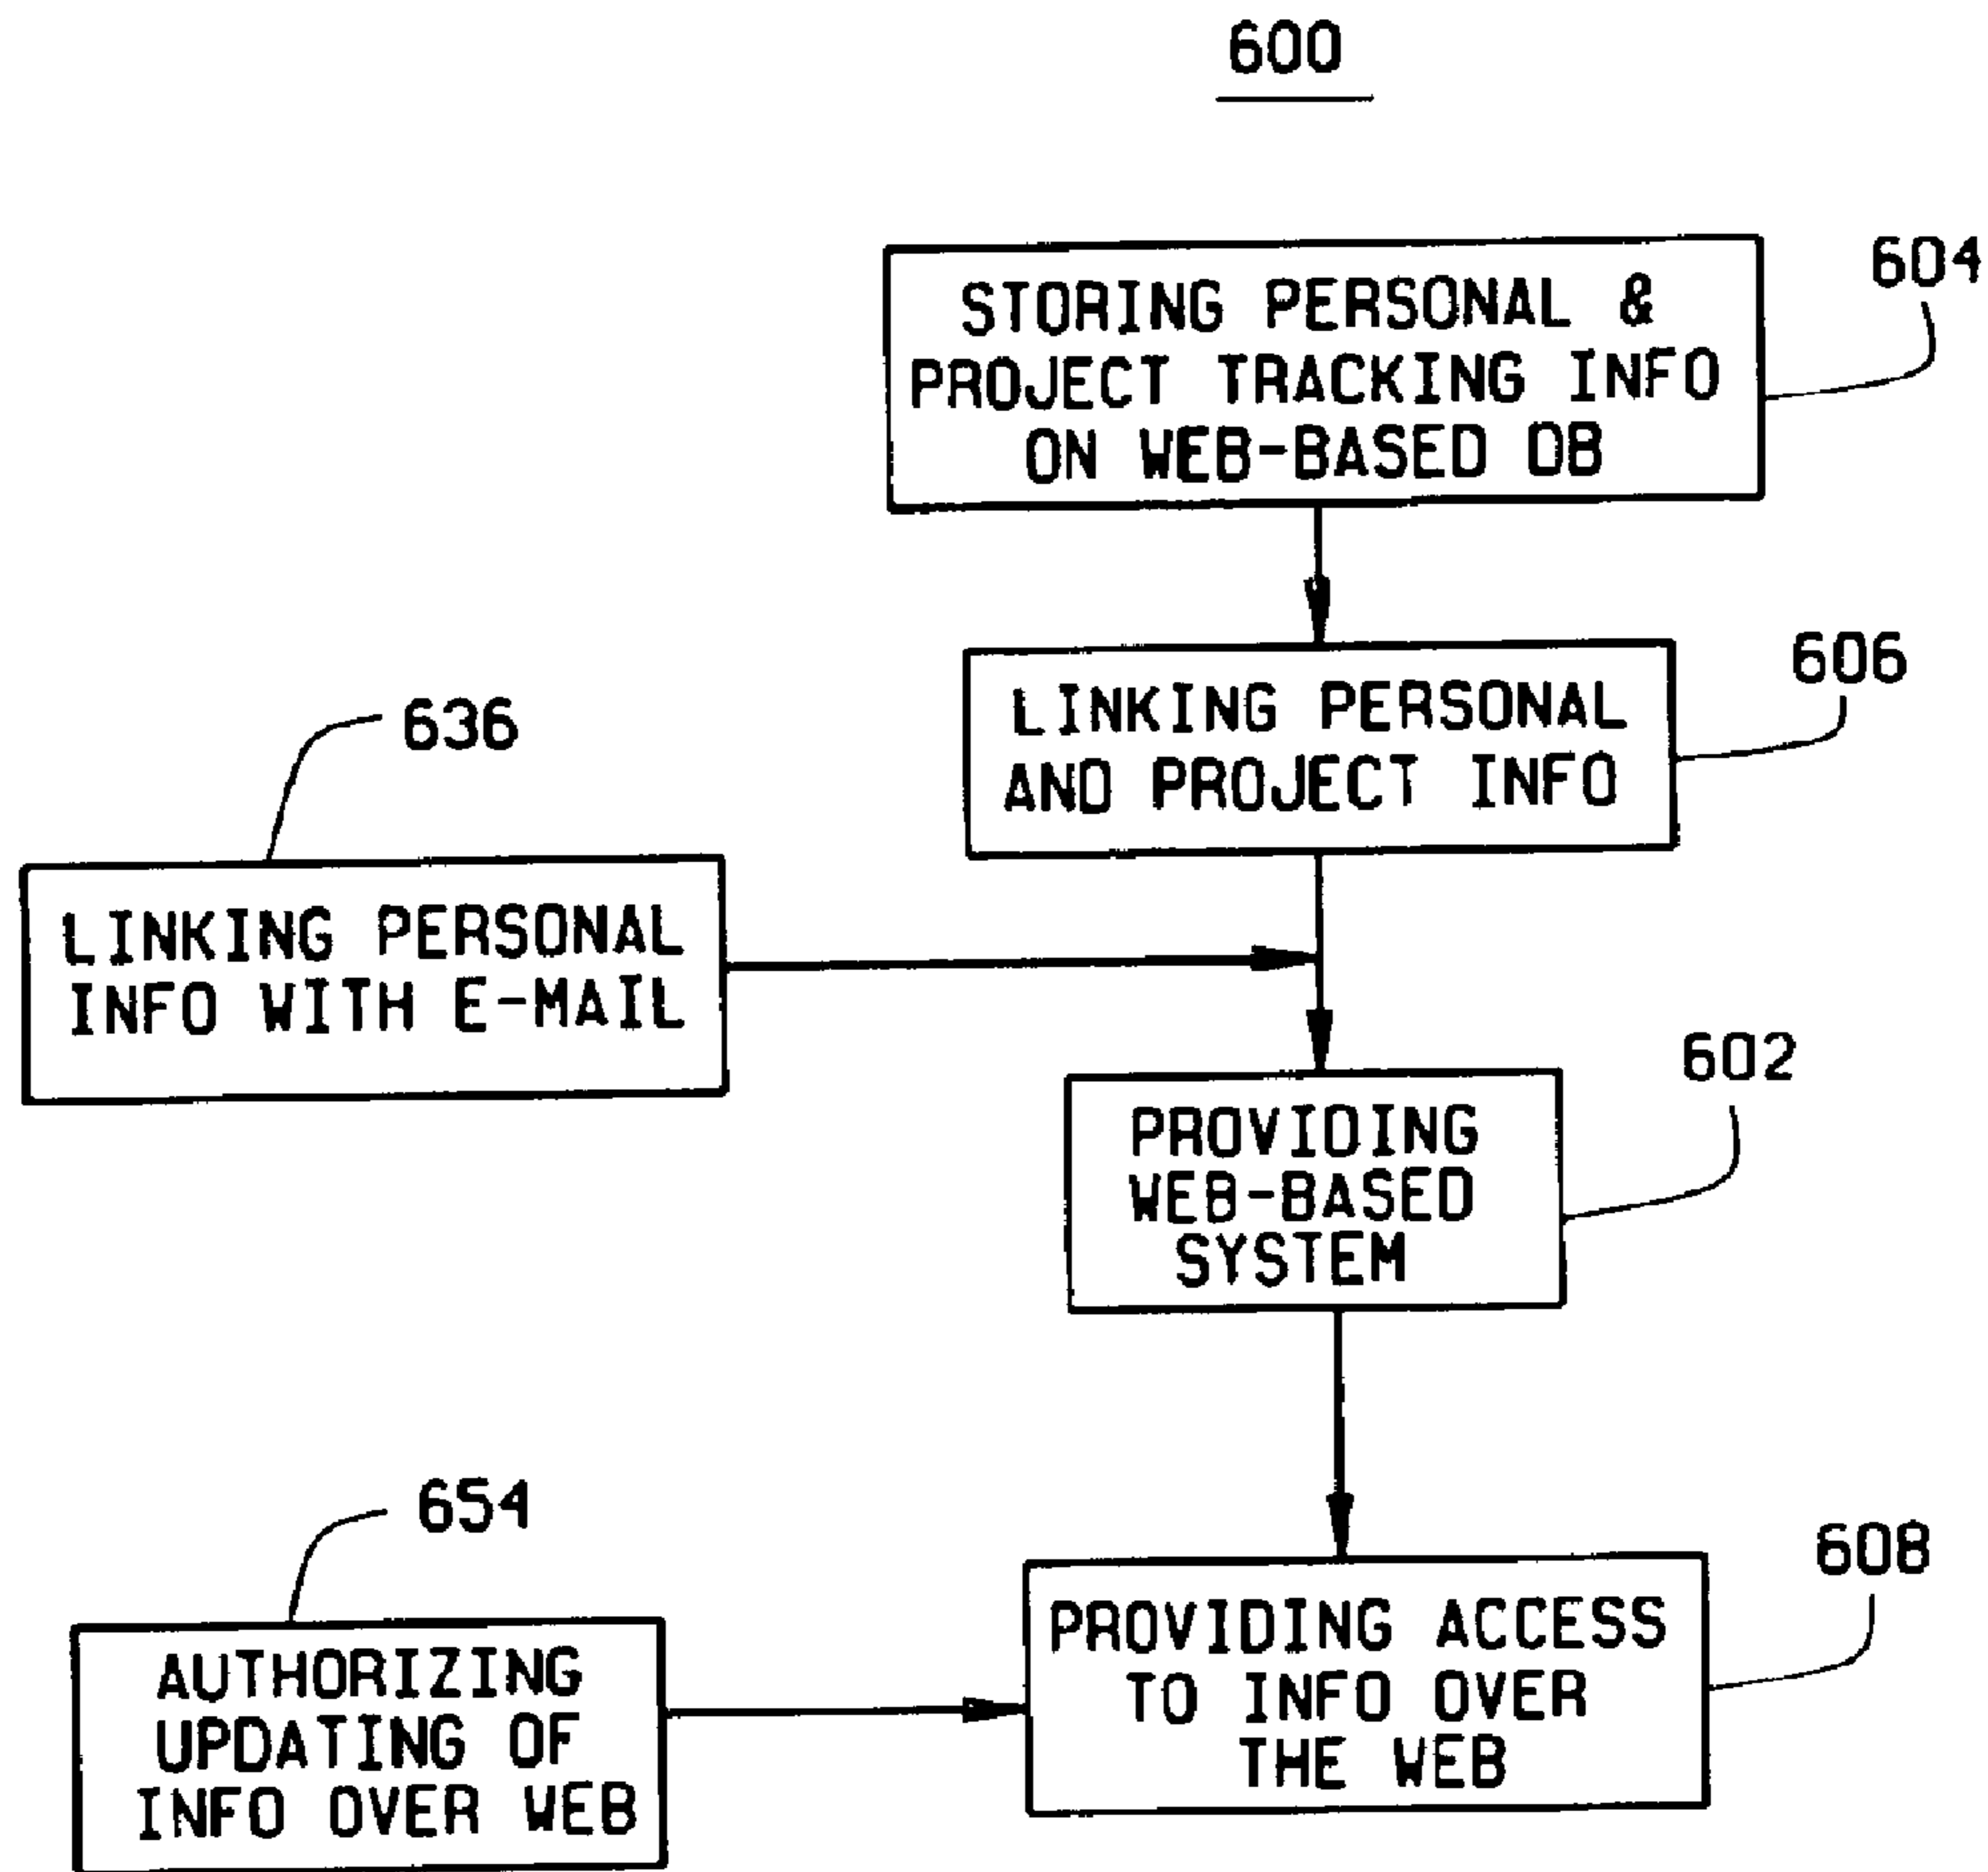 600
604
STORING PERSONAL &
PROJECT TRACKING INFO
ON WEB-BASED DB
606
LINKING PERSONAL
AND PROJECT INFO
636
LINKING PERSONAL
INFO WITH E-MAIL
602
PROVIDING
WEB-BASED
SYSTEM
654
AUTHORIZING
UPDATING OF
INFO OVER WEB
608
PROVIDING ACCESS
TO INFO OVER
THE WEB